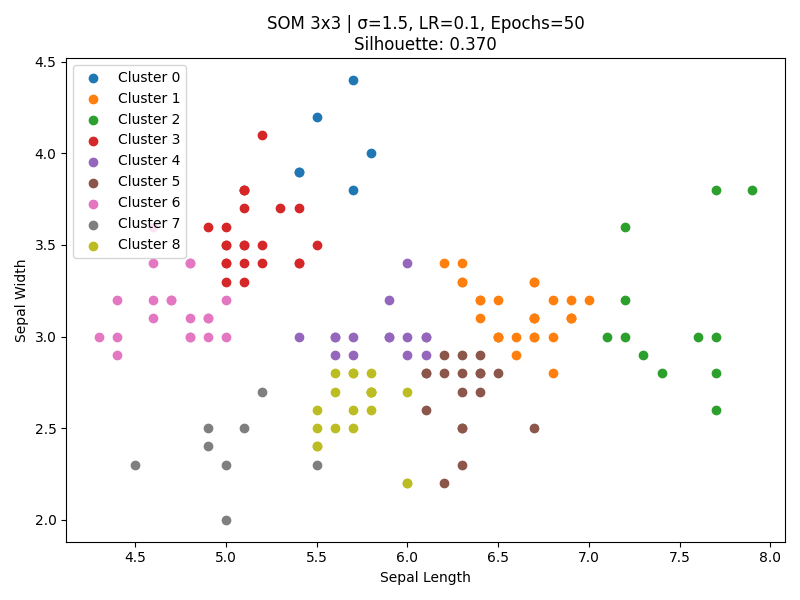 SOM 3x3 | σ=1.5, LR=0.1, Epochs=50
Silhouette: 0.370
Cluster 0
Cluster 1
Cluster 2
Cluster 3
Cluster 4
Cluster 5
Cluster 6
Cluster 7
Cluster 8
Sepal Width
4.5
4.0
3.5
3.0
2.5
2.0
4.5 5.0 5.5 6.0 6.5 7.0 7.5 8.0
Sepal Length